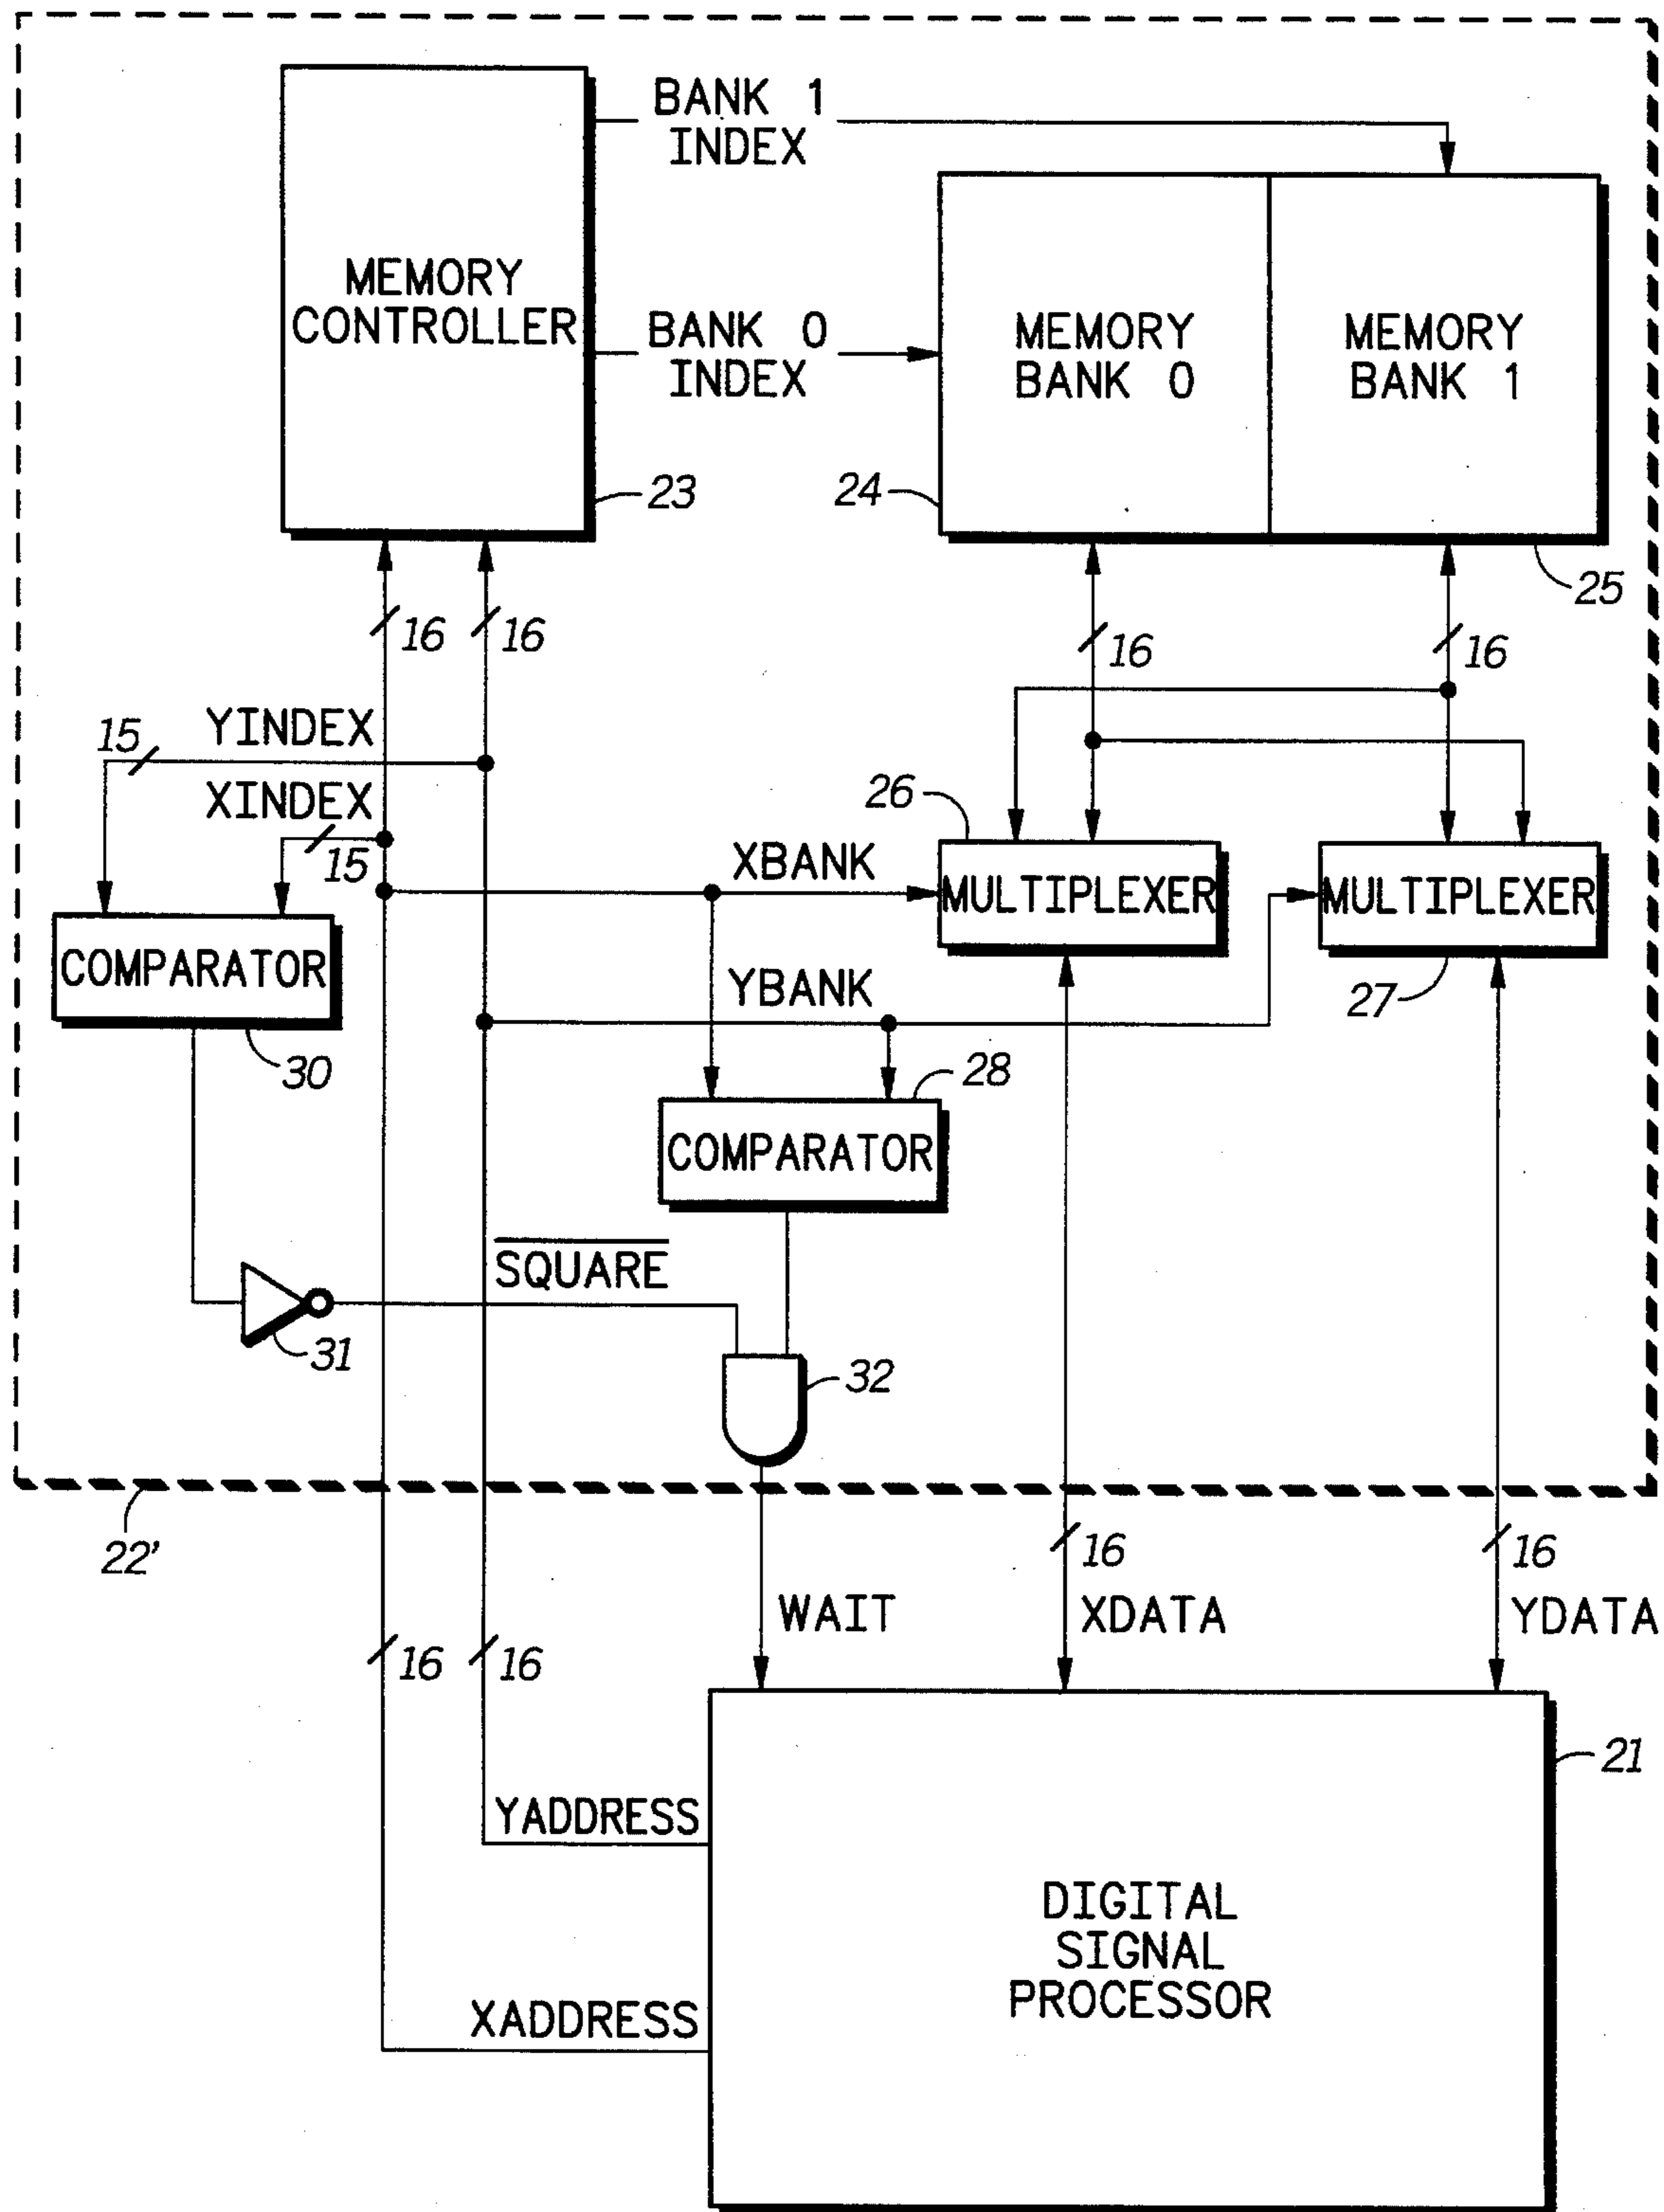 BANK 1
INDEX
MEMORY
CONTROLLER
BANK 0
INDEX
MEMORY
BANK 0
MEMORY
BANK 1
23
24
25
16
16
16
16
15
YINDEX
XINDEX
15
26
XBANK
MULTIPLEXER
MULTIPLEXER
COMPARATOR
YBANK
27
30
28
COMPARATOR
SQUARE
31
32
22'
16
16
WAIT
XDATA
YDATA
16
16
21
YADDRESS
DIGITAL
SIGNAL
PROCESSOR
XADDRESS